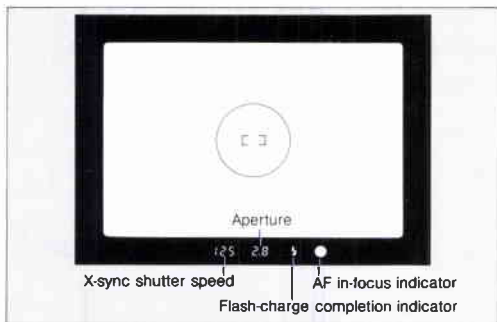 Aperture
125 2.8
X-sync shutter speed
AF in-focus indicator
Flash-charge completion indicator